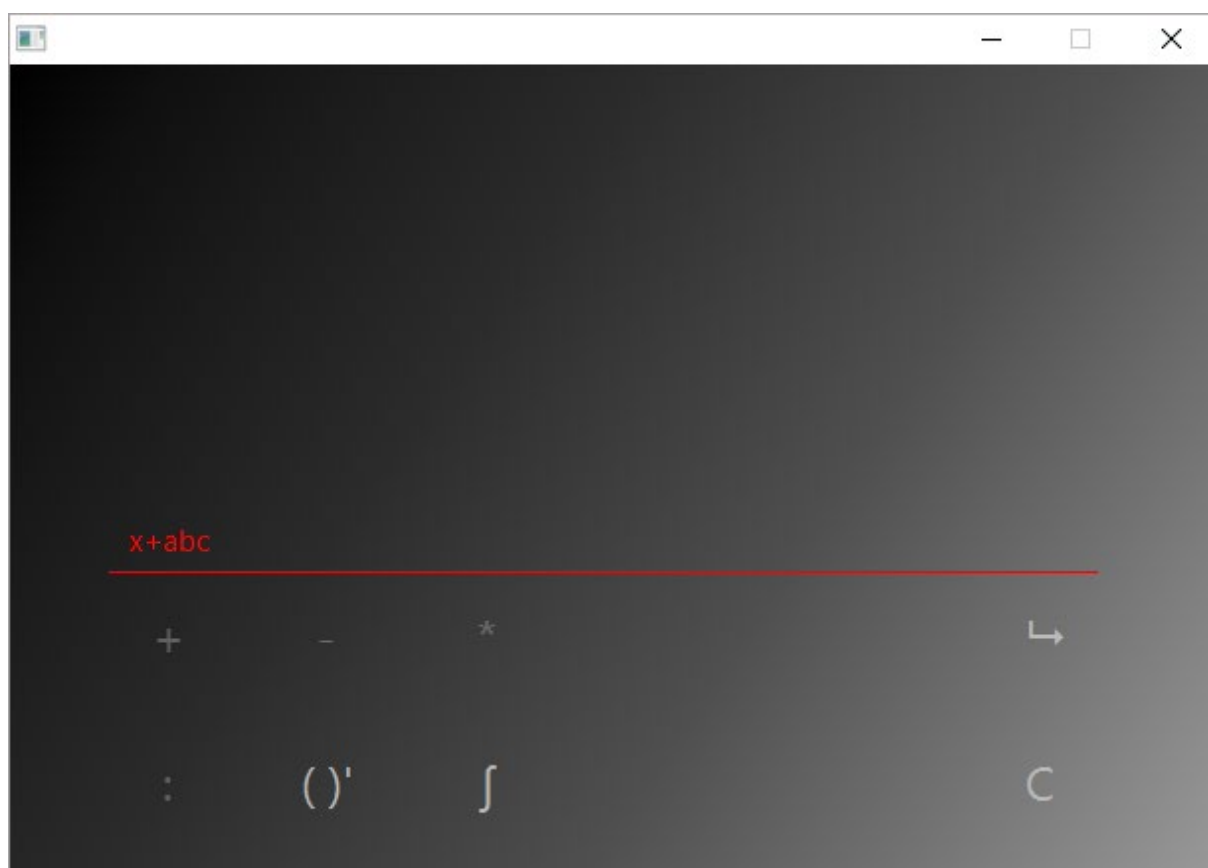 x+abc
+ - * ↳
: ( )' ∫ C